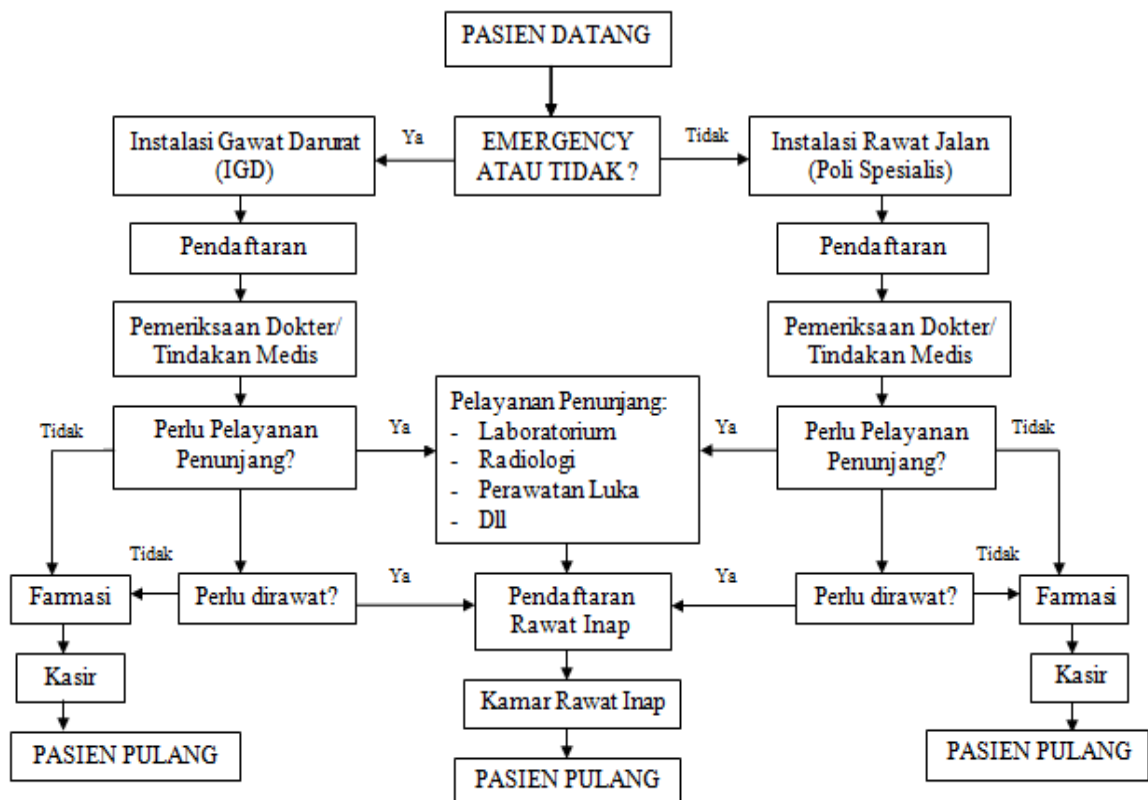 PASIEN DATANG
Instalasi Gawat Darurat
(IGD)
Ya
EMERGENCY
ATAU TIDAK ?
Tidak
Instalasi Rawat Jalan
(Poli Spesialis)
Pendaftaran
Pendaftaran
Pemeriksaan Dokter/
Tindakan Medis
Pemeriksaan Dokter/
Tindakan Medis
Tidak
Perlu Pelayanan
Penunjang?
Ya
Pelayanan Penunjang:
- Laboratorium
- Radiologi
- Perawatan Luka
- Dll
Ya
Perlu Pelayanan
Penunjang?
Tidak
Farmasi
Tidak
Perlu dirawat?
Ya
Pendaftaran
Rawat Inap
Ya
Perlu dirawat?
Tidak
Farmasi
Kasir
Kamar Rawat Inap
Kasir
PASIEN PULANG
PASIEN PULANG
PASIEN PULANG